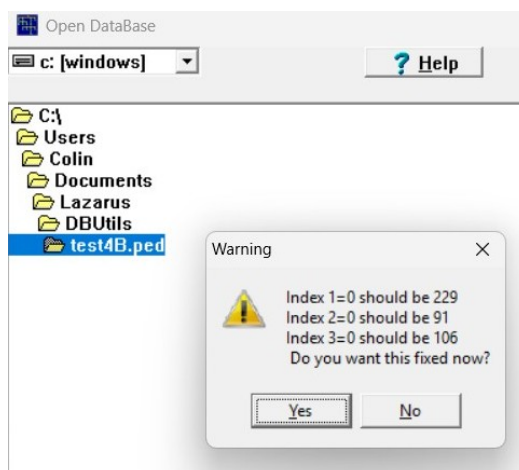 Open DataBase
c: [windows]
? Help
C:\
Users
Colin
Documents
Lazarus
DBUtils
test4B.ped
Warning
Index 1=0 should be 229
Index 2=0 should be 91
Index 3=0 should be 106
Do you want this fixed now?
Yes
No